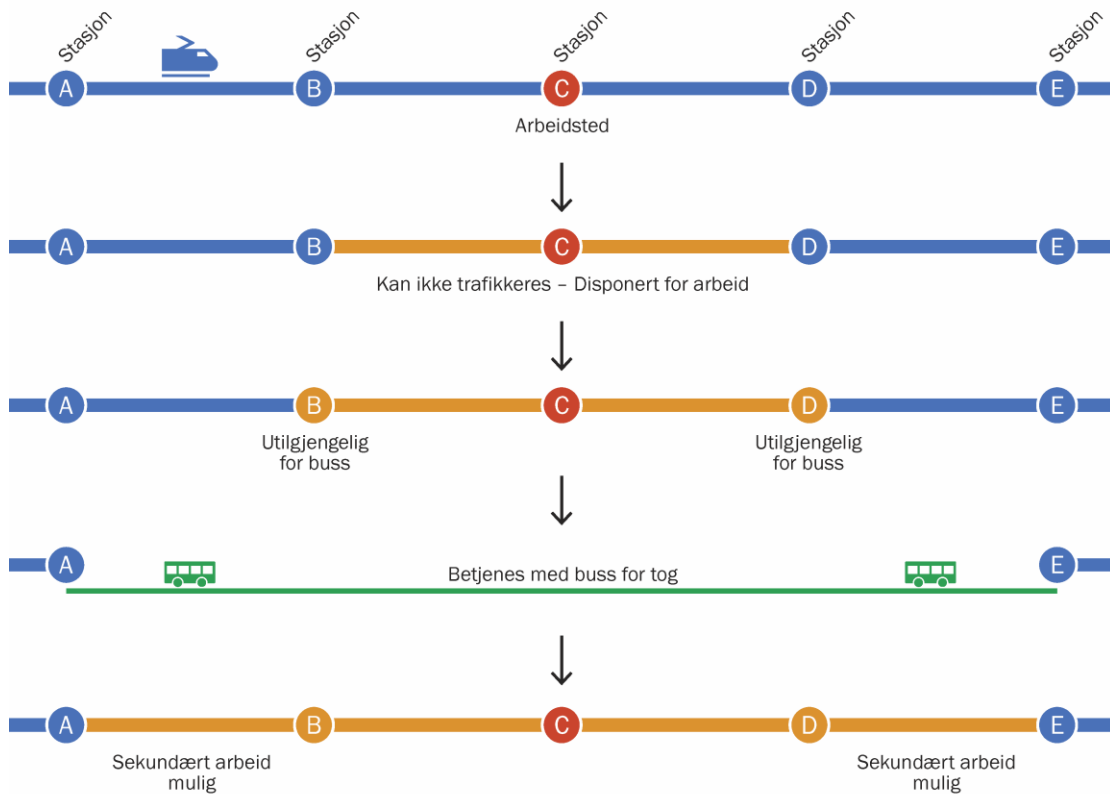 Stasjon Stasjon Stasjon Stasjon Stasjon
A B C D E
Arbeidsted
A B C D E
Kan ikke trafikkeres – Disponert for arbeid
A B C D E
Utilgjengelig
for buss
Utilgjengelig
for buss
A E
Betjenes med buss for tog
A B C D E
Sekundært arbeid
mulig
Sekundært arbeid
mulig